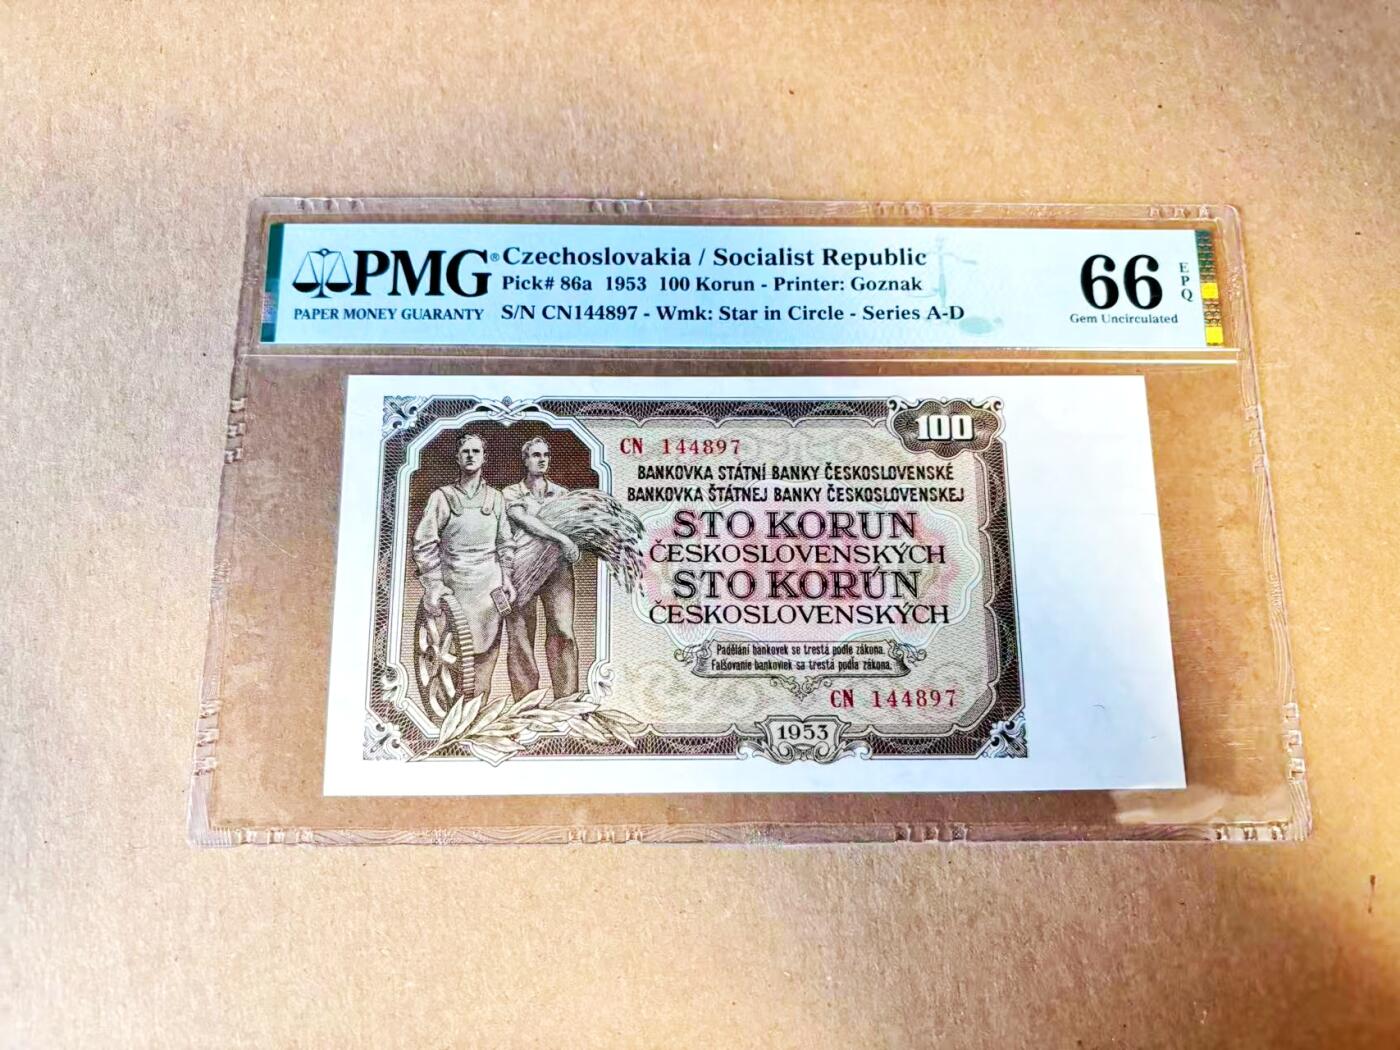 PMG®
PAPER MONEY GUARANTY
Czechoslovakia / Socialist Republic
Pick# 86a 1953 100 Korun - Printer: Goznak
S/N CN144897 - Wmk: Star in Circle - Series A-D
66
EPQ
Gem Uncirculated
100
CN 144897
BANKOVKA STÁTNÍ BANKY ČESKOSLOVENSKÉ
BANKOVKA ŠTÁTNEJ BANKY ČESKOSLOVENSKEJ
STO KORUN
ČESKOSLOVENSKÝCH
STO KORÚN
ČESKOSLOVENSKÝCH
Padělání bankovek se trestá podle zákona.
Falšovanie bankoviek sa trestá podľa zákona.
CN 144897
1953